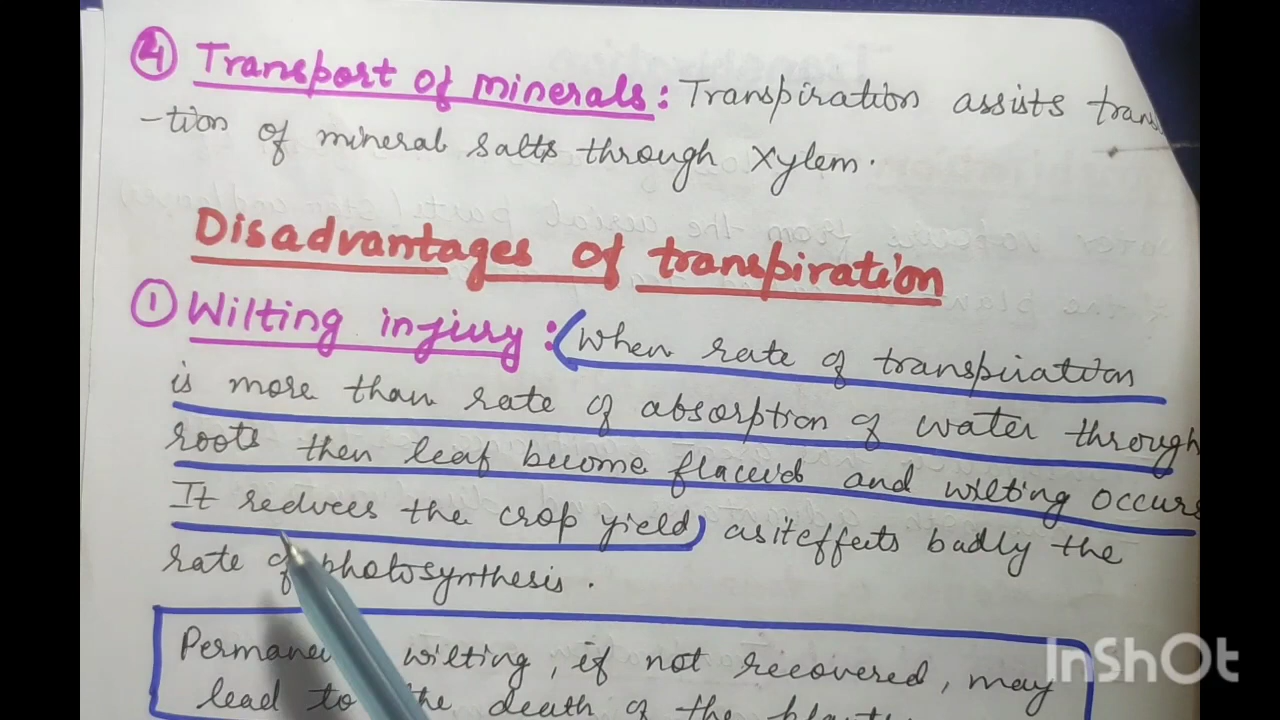 ④ Transport of minerals: Transpiration assists trans
-tion of mineral salts through xylem.
Disadvantages of transpiration
① Wilting injury: (When rate of transpiration
is more than rate of absorption of water through
roots then leaf become flaccid and wilting occurs
It reduces the crop yield) as it effects badly the
rate of photosynthesis.
wilting, if not recovered, may
lead to the death of the
InShOt